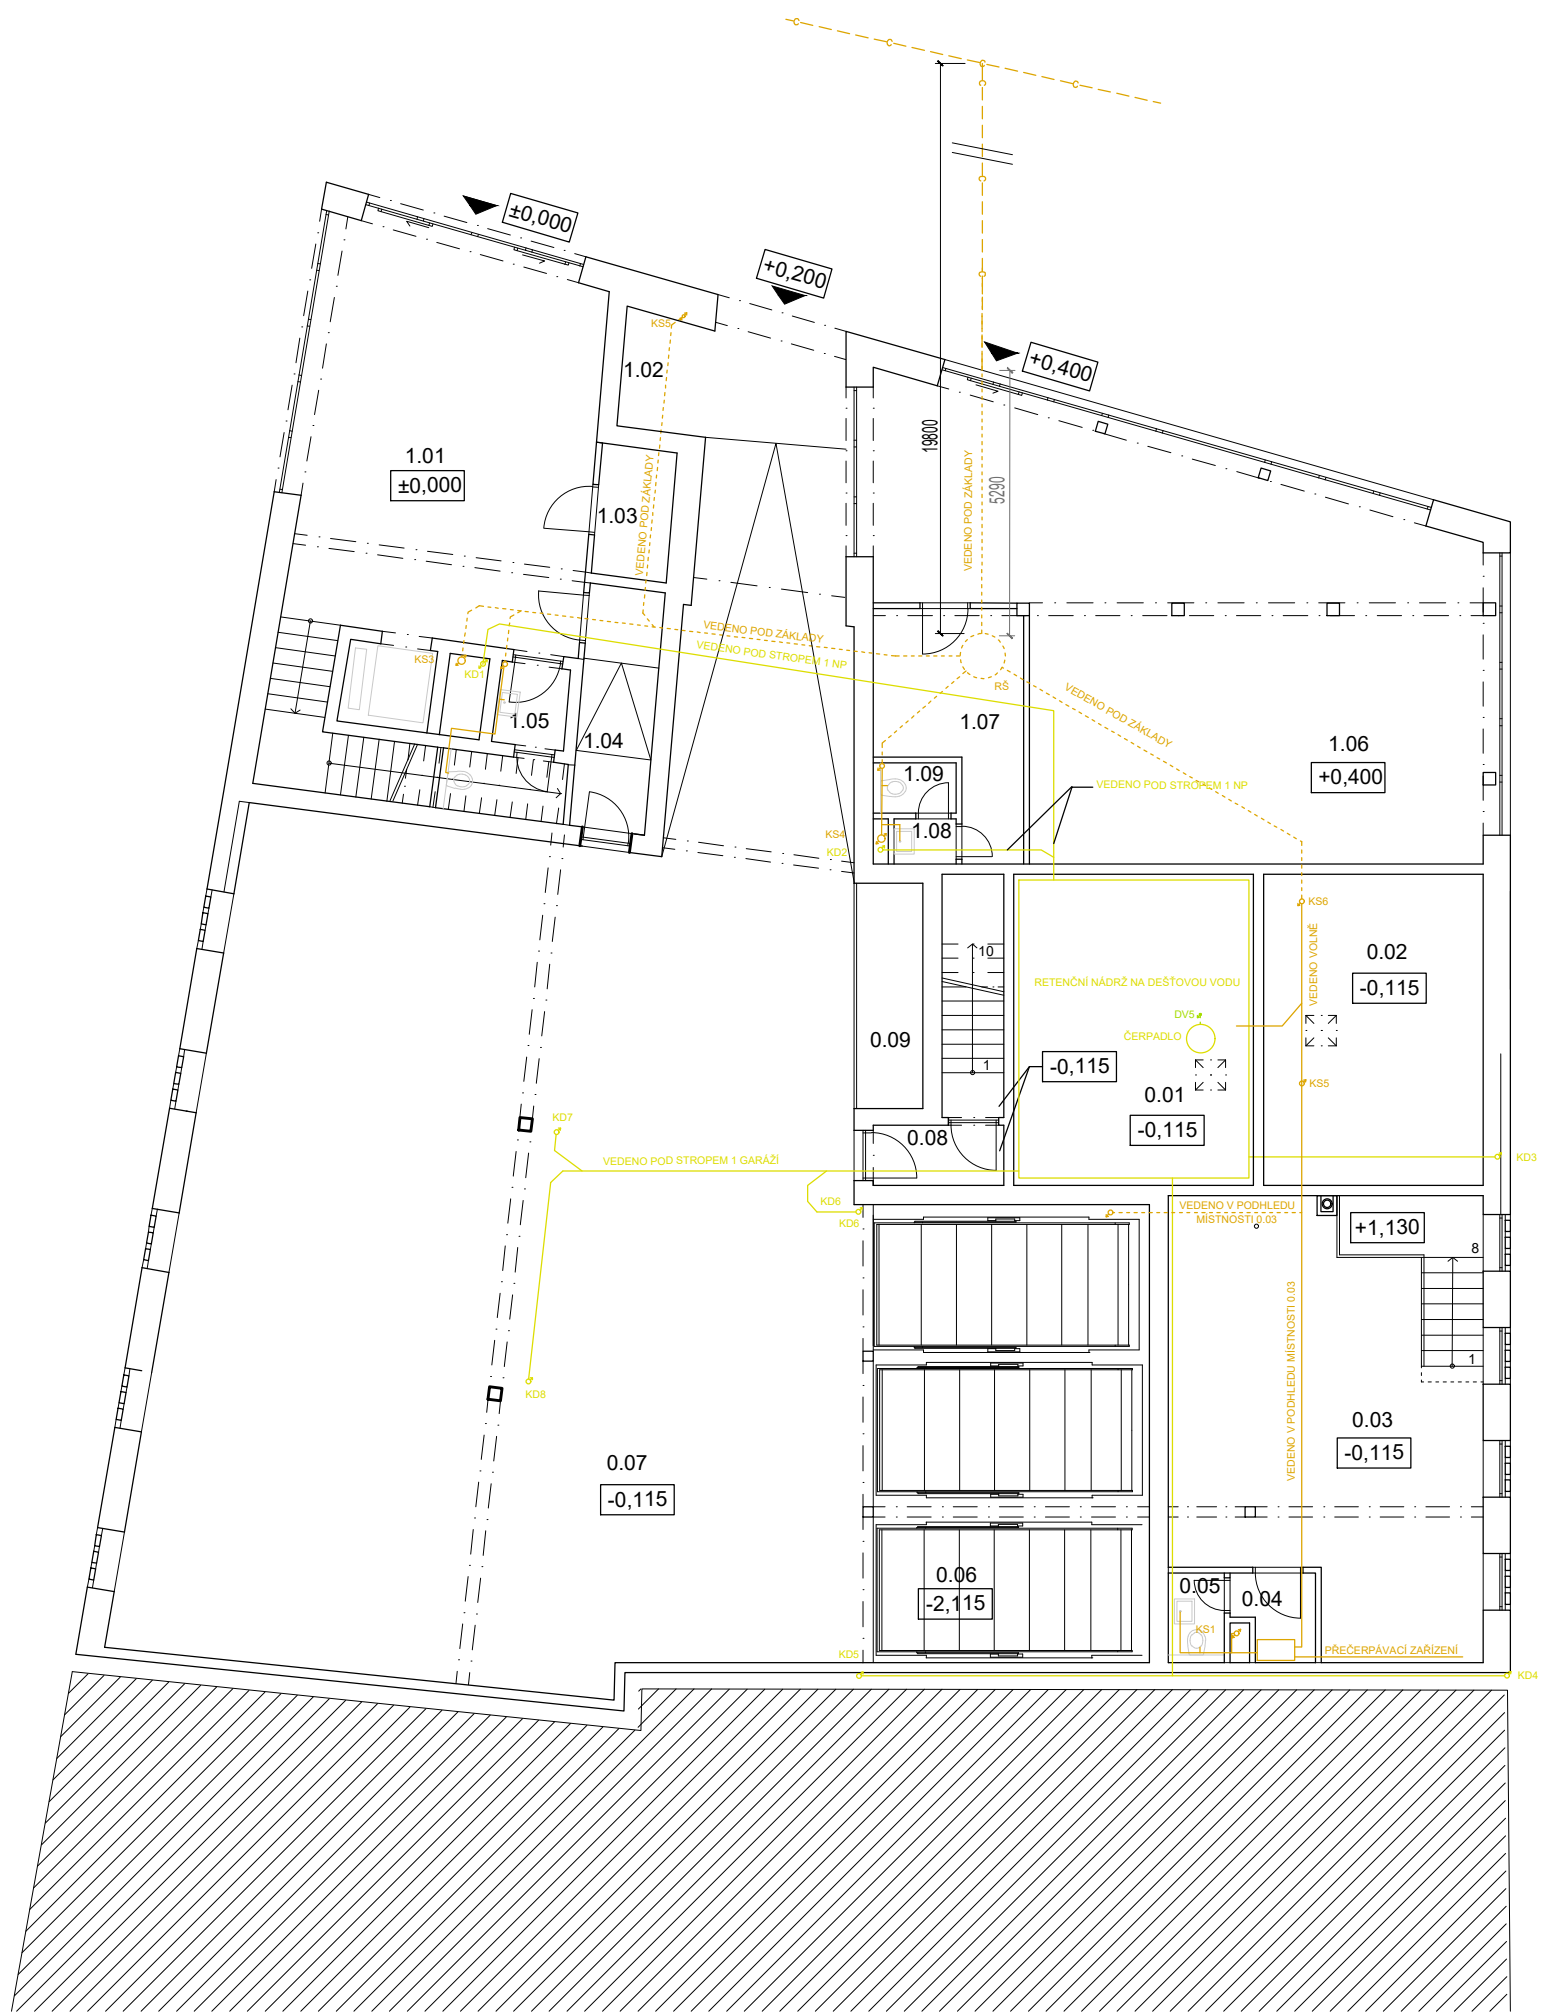 C
C
C
C
C
C
C
±0,000
+0,200
+0,400
KS5
1.02
19800
VEDENO POD ZÁKLADY
5290
1.01
±0,000
VEDENO POD ZÁKLADY
1.03
VEDENO POD ZÁKLADY
VEDENO POD STROPEM 1 NP
KS3
KD1
RŠ
VEDENO POD ZÁKLADY
1.05
1.04
1.07
1.06
+0,400
1.09
VEDENO POD STROPEM 1 NP
KS4
1.08
KD2
KS6
VEDENO VOLNĚ
10
0.02
-0,115
RETENČNÍ NÁDRŽ NA DEŠŤOVOU VODU
DV5
ČERPADLO
0.09
1
-0,115
KS5
0.01
-0,115
KD7
0.08
VEDENO POD STROPEM 1 GARÁŽÍ
KD3
KD6
KD6
VEDENO V PODHLEDU
MÍSTNOSTI 0.03
+1,130
8
VEDENO V PODHLEDU MÍSTNOSTI 0.03
1
KD8
0.03
-0,115
0.07
-0,115
0.06
-2,115
0.05
0.04
KS1
PŘEČERPÁVACÍ ZAŘÍZENÍ
KD5
KD4